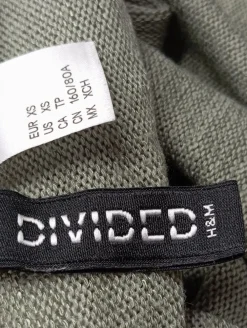 EUR XS
US XS
CA TP
CN 160/80A
MX XCH
DIVIDED
H&M